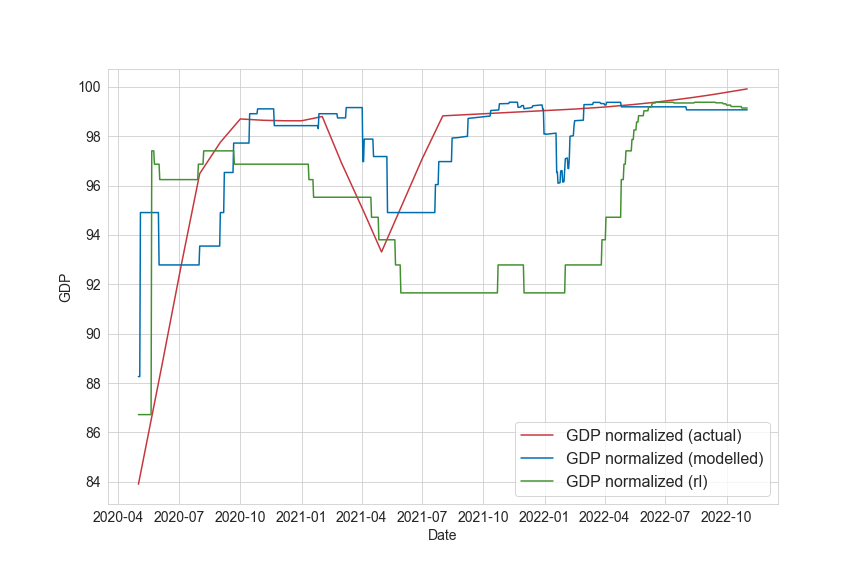 100
98
96
94
92
90
88
86
84
GDP
GDP normalized (actual)
GDP normalized (modelled)
GDP normalized (rl)
2020-04 2020-07 2020-10 2021-01 2021-04 2021-07 2021-10 2022-01 2022-04 2022-07 2022-10
Date